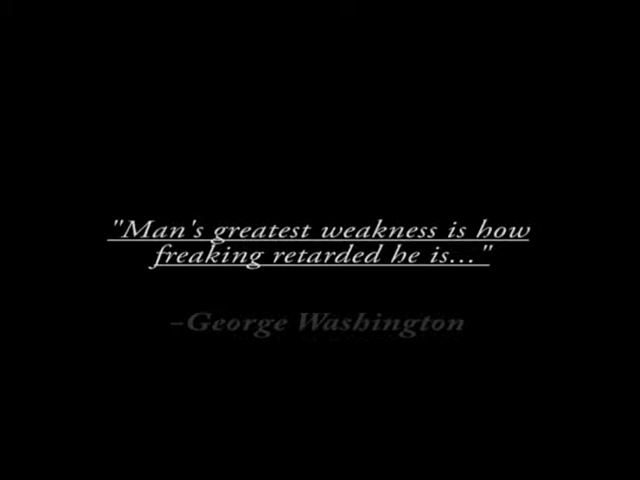 "Man's greatest weakness is how
freaking retarded he is..."
-George Washington